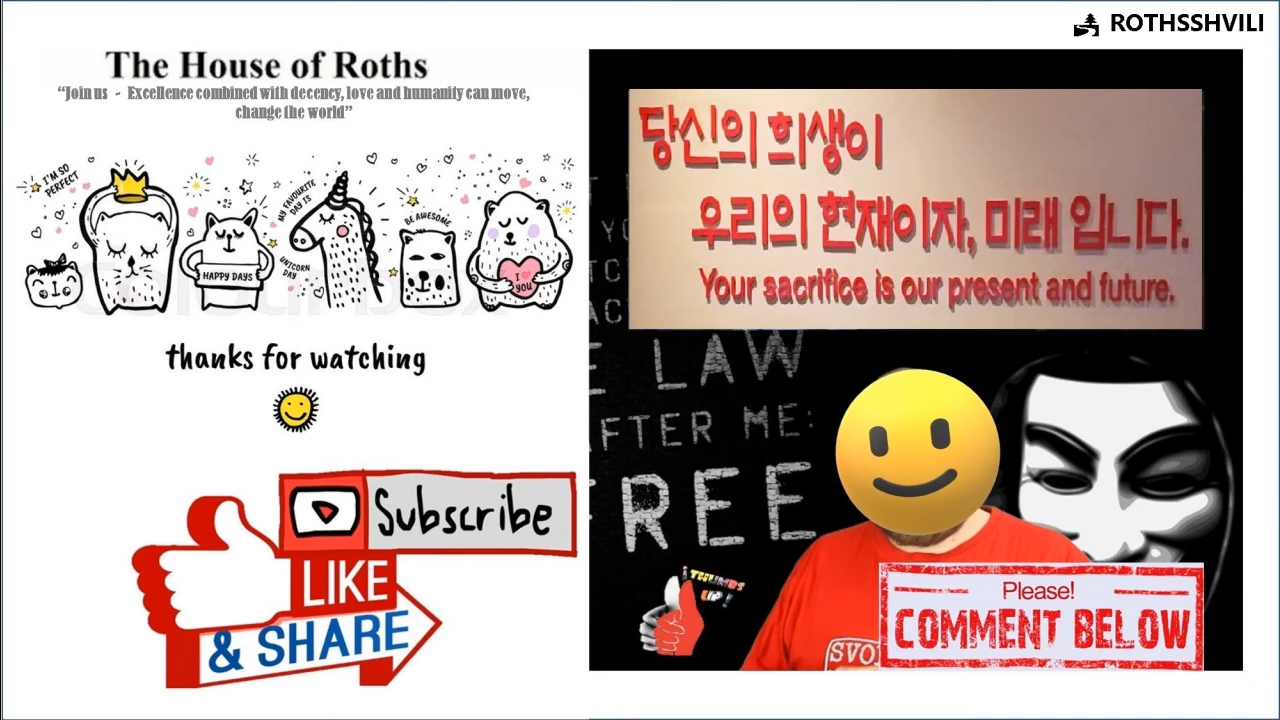 ROTHSSHVILI
The House of Roths
“Join us - Excellence combined with decency, love and humanity can move,
change the world”
I'M SO
PERFECT
HAPPY DAYS
MY FAVOURITE
DAY IS
UNICORN
DAY
BE AWESOME
I
YOU
thanks for watching
Subscribe
LIKE
& SHARE
당신의 희생이
우리의 현재이자, 미래 입니다.
Your sacrifice is our present and future.
LAW
AFTER ME:
FREE
THUMBS
UP!
SVO
Please!
COMMENT BELOW